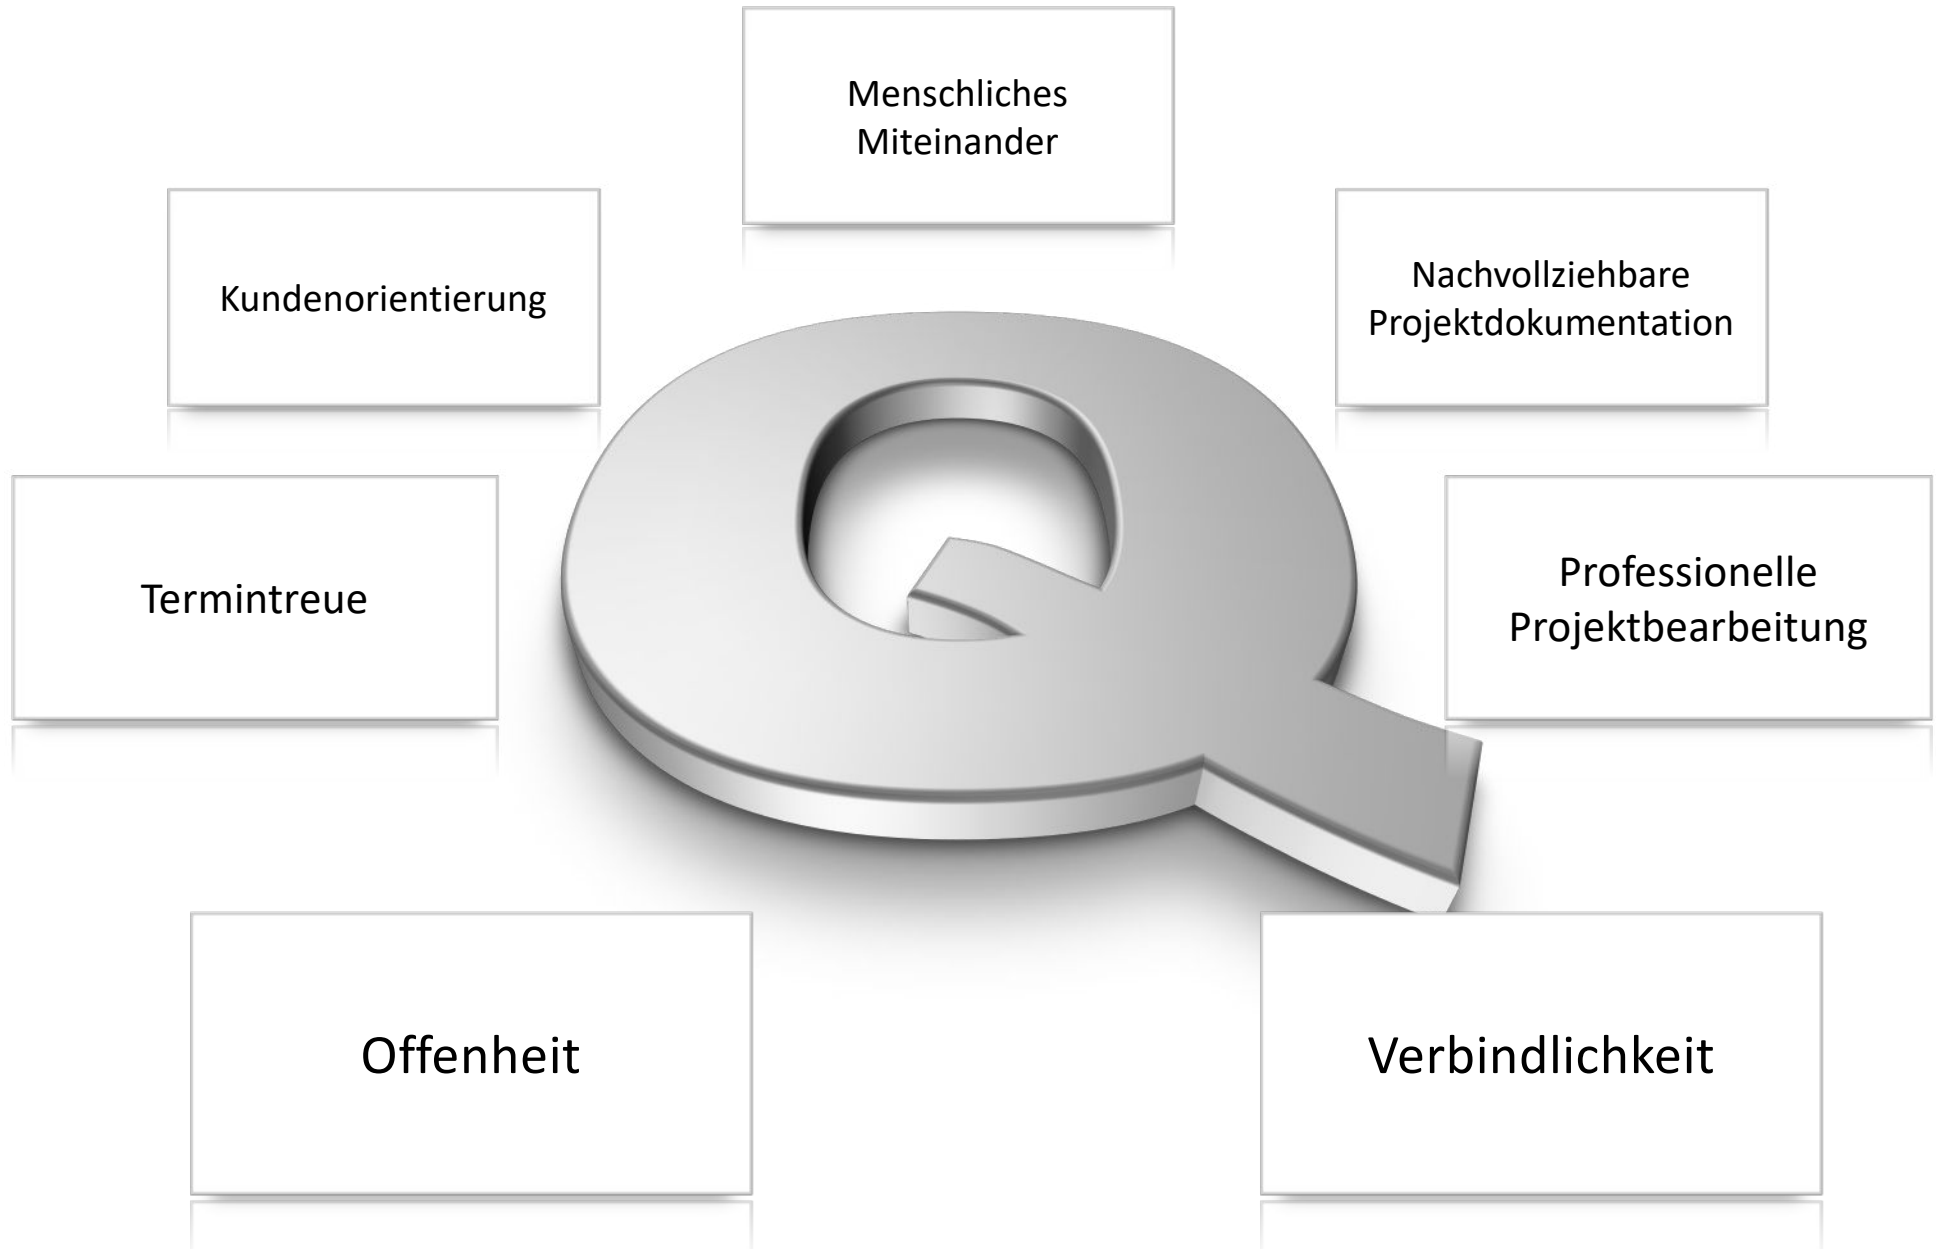 Menschliches
Miteinander
Kundenorientierung
Nachvollziehbare
Projektdokumentation
Termintreue
Professionelle
Projektbearbeitung
Q
Offenheit
Verbindlichkeit